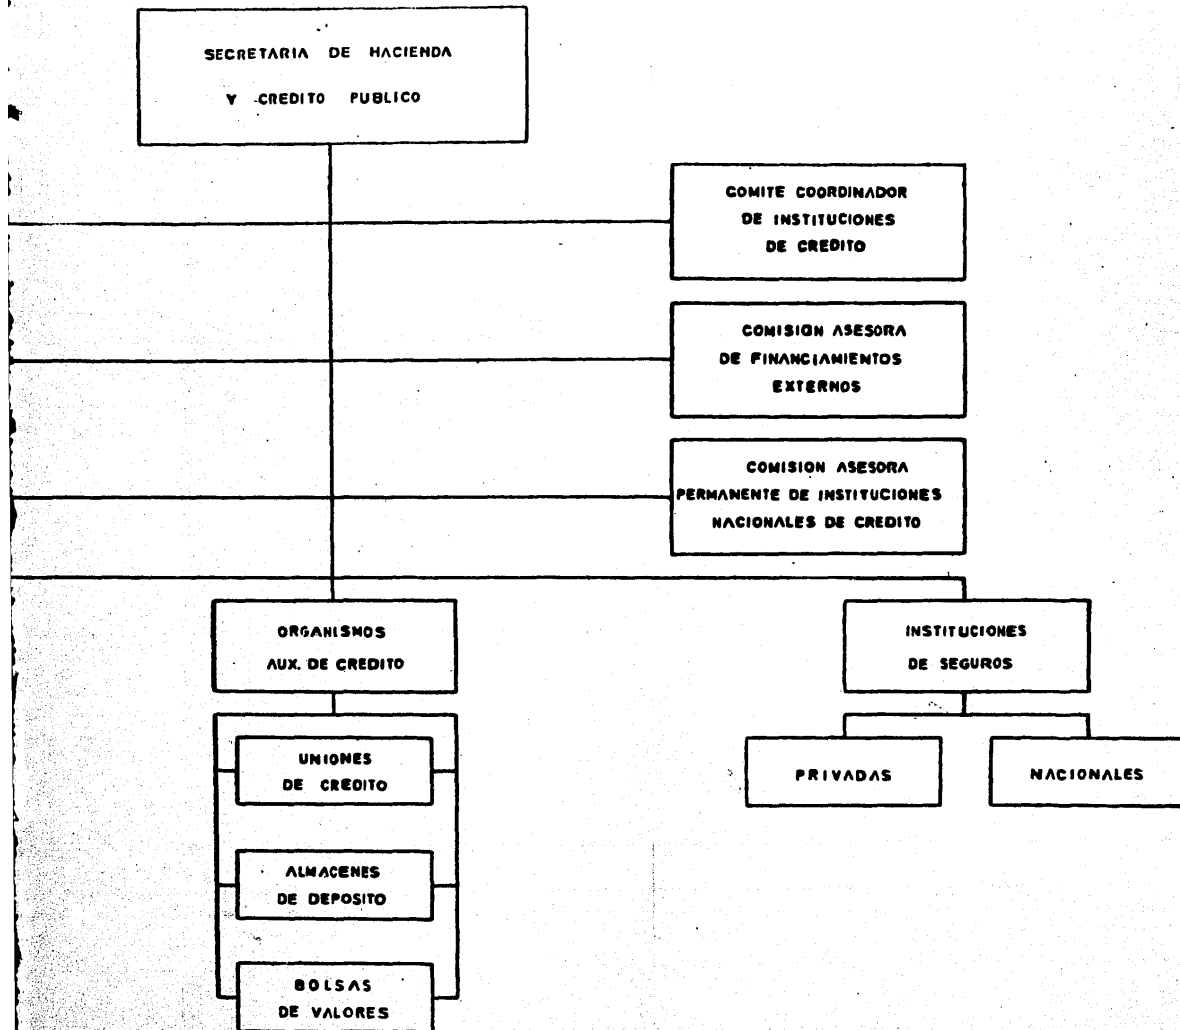 SECRETARIA DE HACIENDA
Y CREDITO PUBLICO
COMITE COORDINADOR
DE INSTITUCIONES
DE CREDITO
COMISION ASESORA
DE FINANCIAMIENTOS
EXTERNOS
COMISION ASESORA
PERMANENTE DE INSTITUCIONES
NACIONALES DE CREDITO
ORGANISMOS
AUX. DE CREDITO
INSTITUCIONES
DE SEGUROS
UNIONES
DE CREDITO
PRIVADAS
NACIONALES
ALMACENES
DE DEPOSITO
BOLSAS
DE VALORES